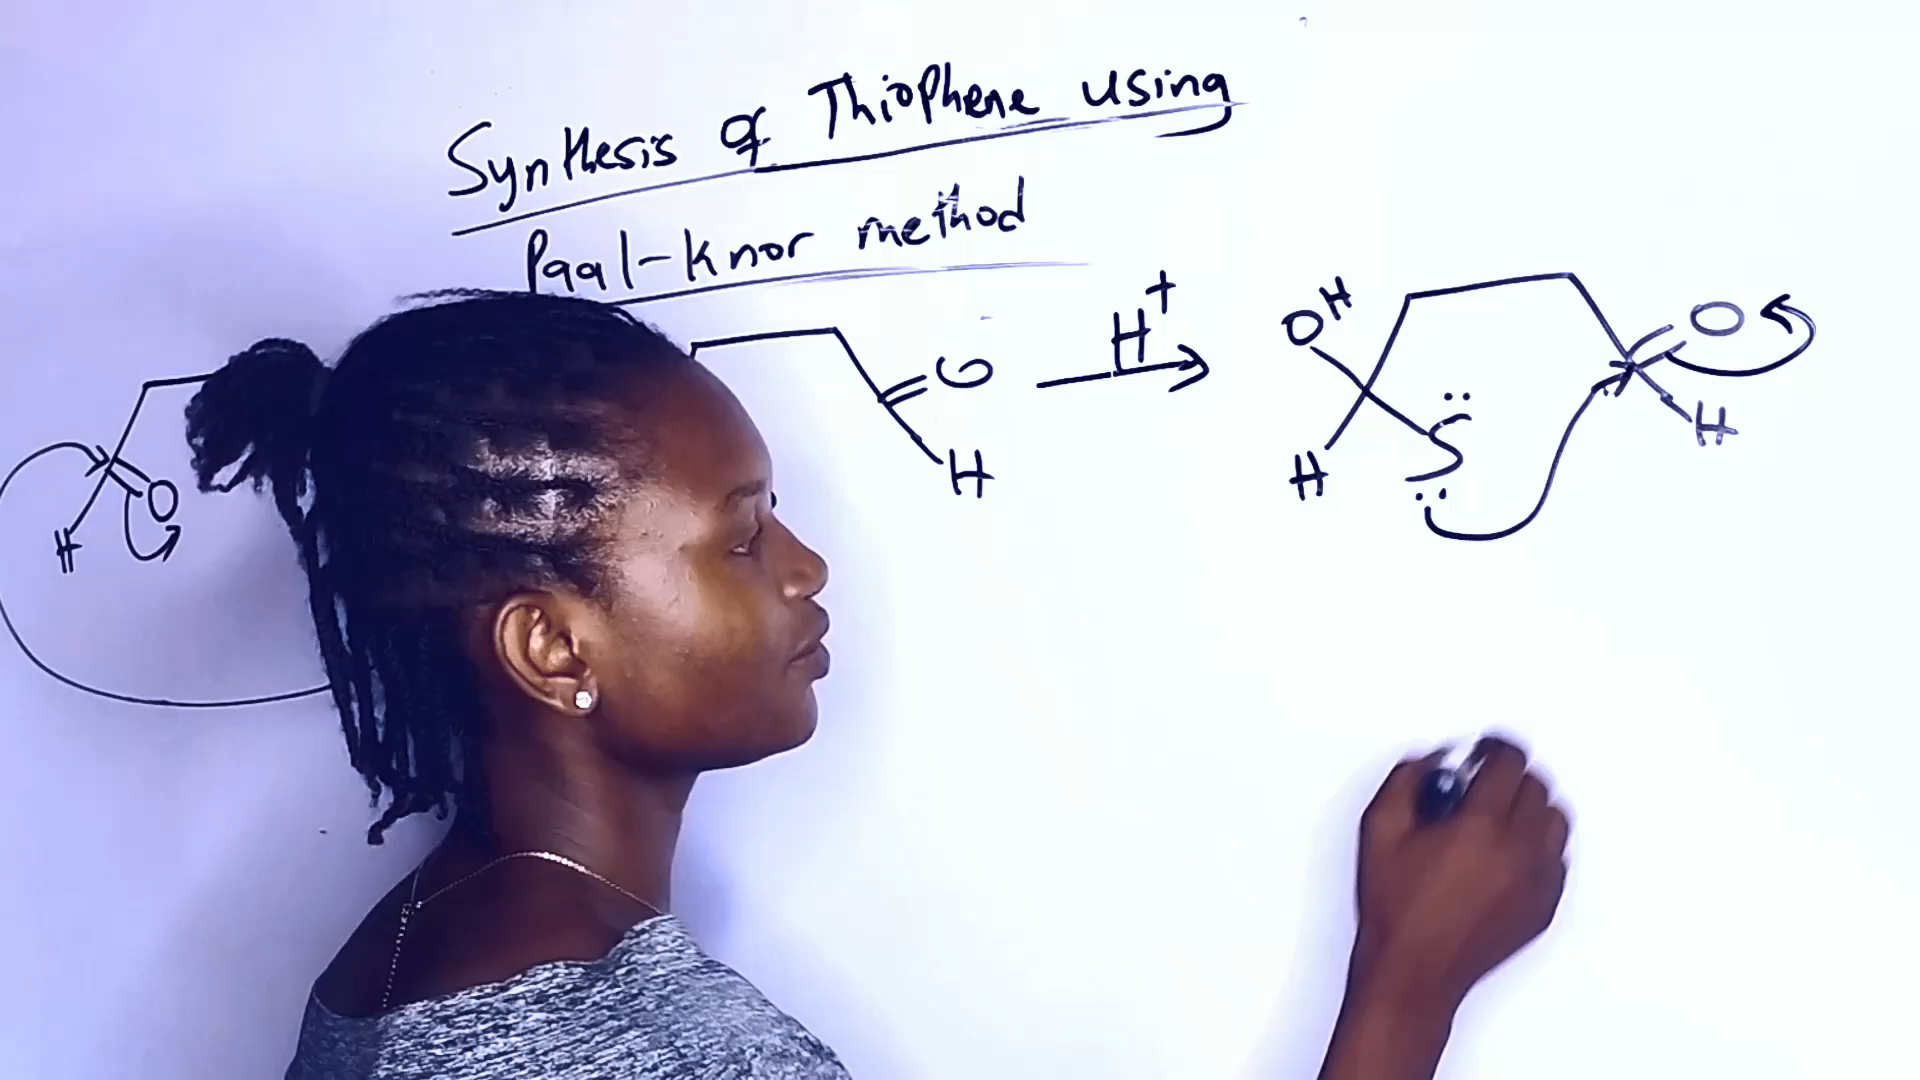 Synthesis of Thiophene using
Paal-Knor method
H+
OH
O
O
H
H
S
H
O
H